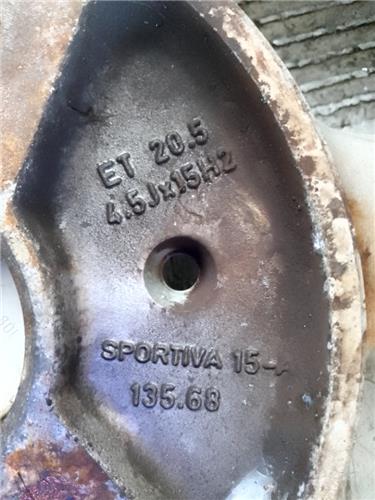 ET 20.5
4.5Jx15H2
SPORTIVA 15-
135.68